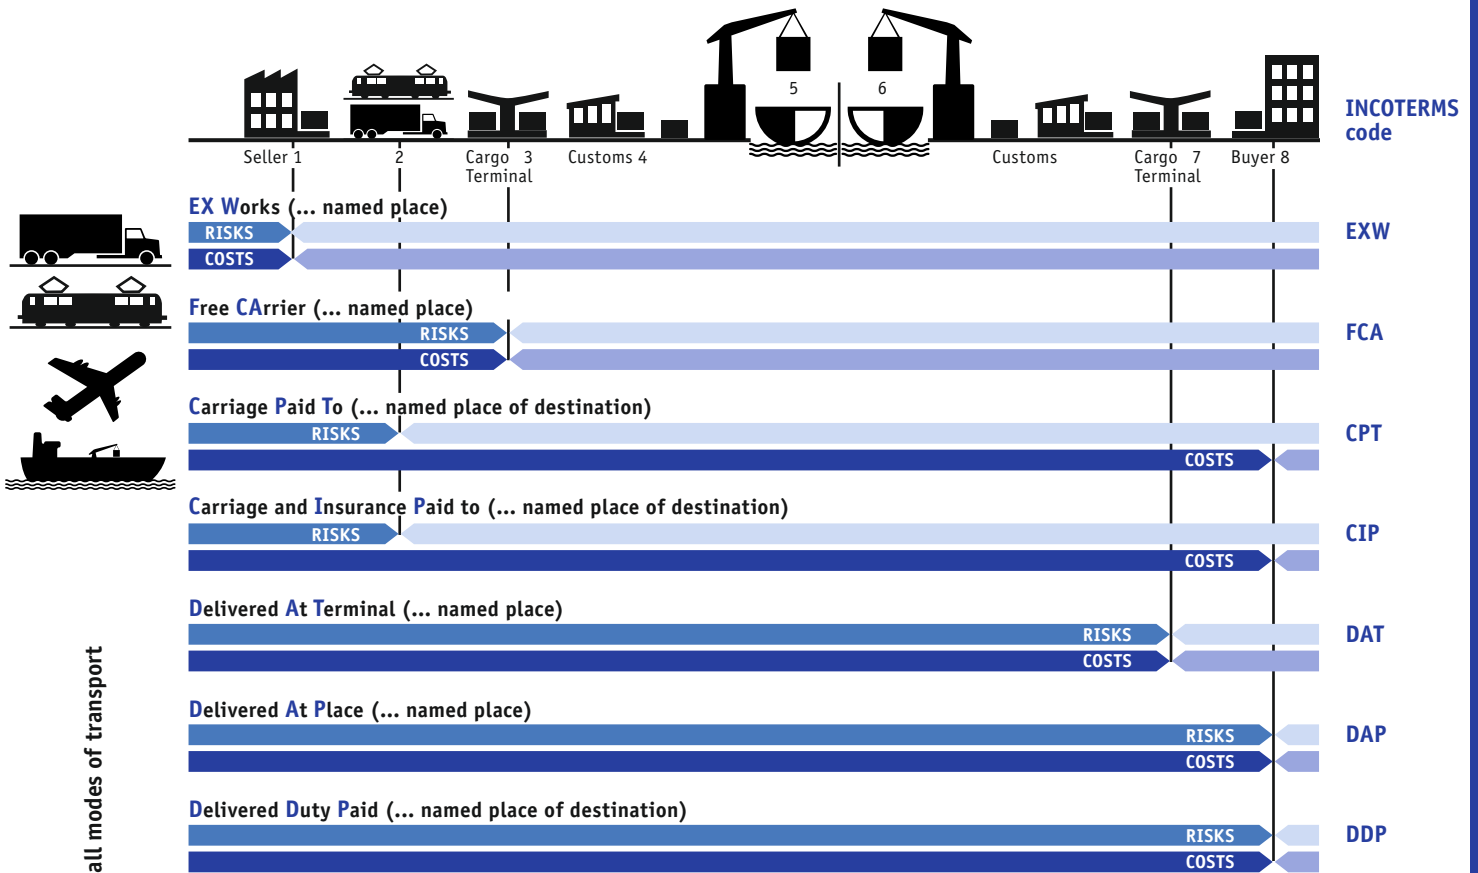 5 6
INCOTERMS
code
Seller 1 2 Cargo 3 Customs 4 Customs Cargo 7 Buyer 8
Terminal Terminal
EX Works (... named place)
RISKS
EXW
COSTS
Free CArrier (... named place)
RISKS
FCA
COSTS
Carriage Paid To (... named place of destination)
RISKS
CPT
COSTS
Carriage and Insurance Paid to (... named place of destination)
RISKS
CIP
COSTS
Delivered At Terminal (... named place)
RISKS
DAT
COSTS
Delivered At Place (... named place)
RISKS
DAP
COSTS
Delivered Duty Paid (... named place of destination)
RISKS
DDP
COSTS
all modes of transport